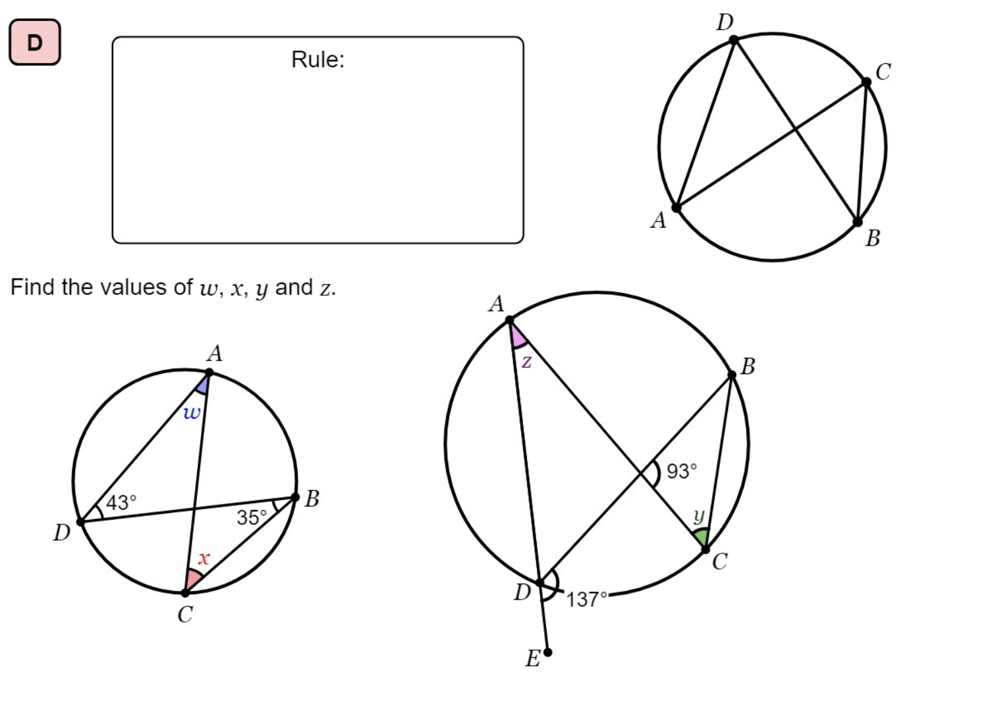 D
Rule:
D
C
A
B
Find the values of w, x, y and z.
A
w
43°
B
35°
D
x
C
A
z
B
93°
y
C
D
137°
E